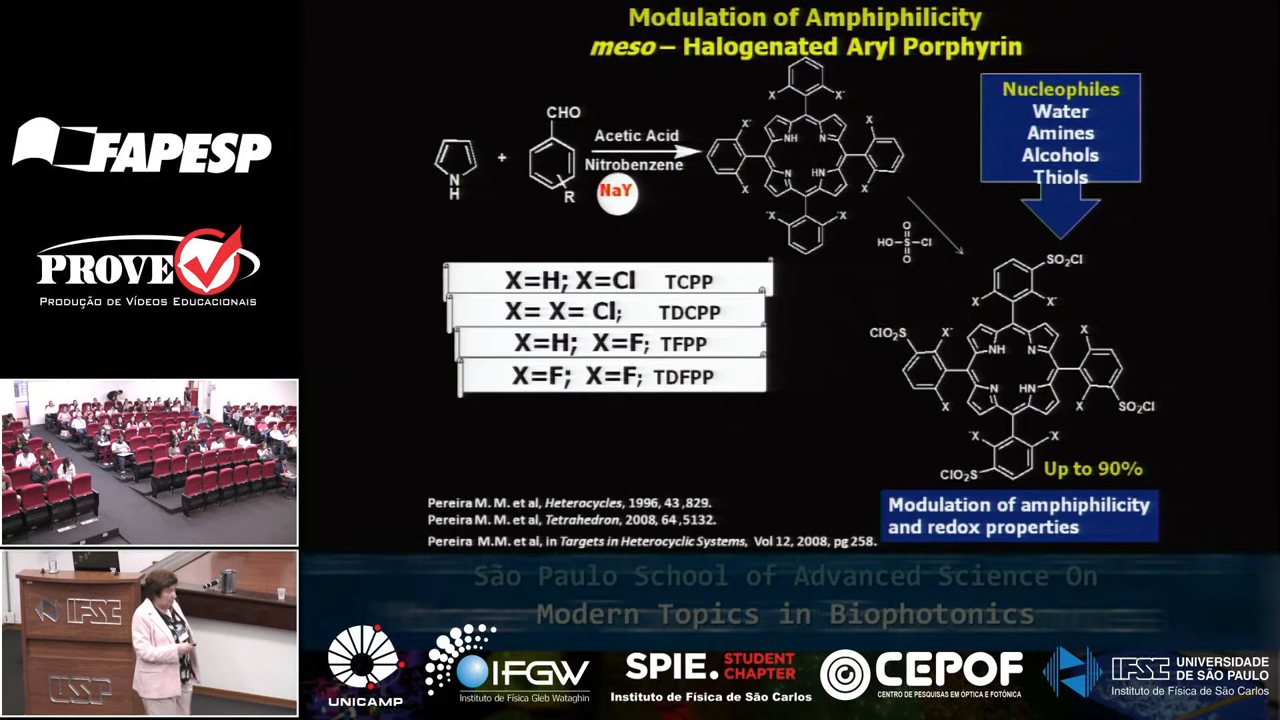 Modulation of Amphiphilicity
meso – Halogenated Aryl Porphyrin
FAPESP
PROVE
PRODUÇÃO DE VÍDEOS EDUCACIONAIS
N
H
+
CHO
R
Acetic Acid
Nitrobenzene
NaY
X
X'
X'
X
X
X'
X
X'
NH
N
N
HN
Nucleophiles
Water
Amines
Alcohols
Thiols
O
HO S Cl
O
X=H; X=Cl TCPP
X= X= Cl; TDCPP
X=H; X=F; TFPP
X=F; X=F; TDFPP
SO2Cl
X
X'
ClO2S
X'
X
X
X
NH
N
N
HN
SO2Cl
'X
'X
ClO2S
Up to 90%
Modulation of amphiphilicity
and redox properties
Pereira M. M. et al, Heterocycles, 1996, 43 ,829.
Pereira M. M. et al, Tetrahedron, 2008, 64 ,5132.
Pereira M.M. et al, in Targets in Heterocyclic Systems, Vol 12, 2008, pg 258.
IFSC
USP
São Paulo School of Advanced Science On
Modern Topics in Biophotonics
UNICAMP
IFGW
Instituto de Física Gleb Wataghin
SPIE. STUDENT
CHAPTER
Instituto de Física de São Carlos
CEPOF
CENTRO DE PESQUISAS EM ÓPTICA E FOTÔNICA
IFSC UNIVERSIDADE
DE SÃO PAULO
Instituto de Física de São Carlos